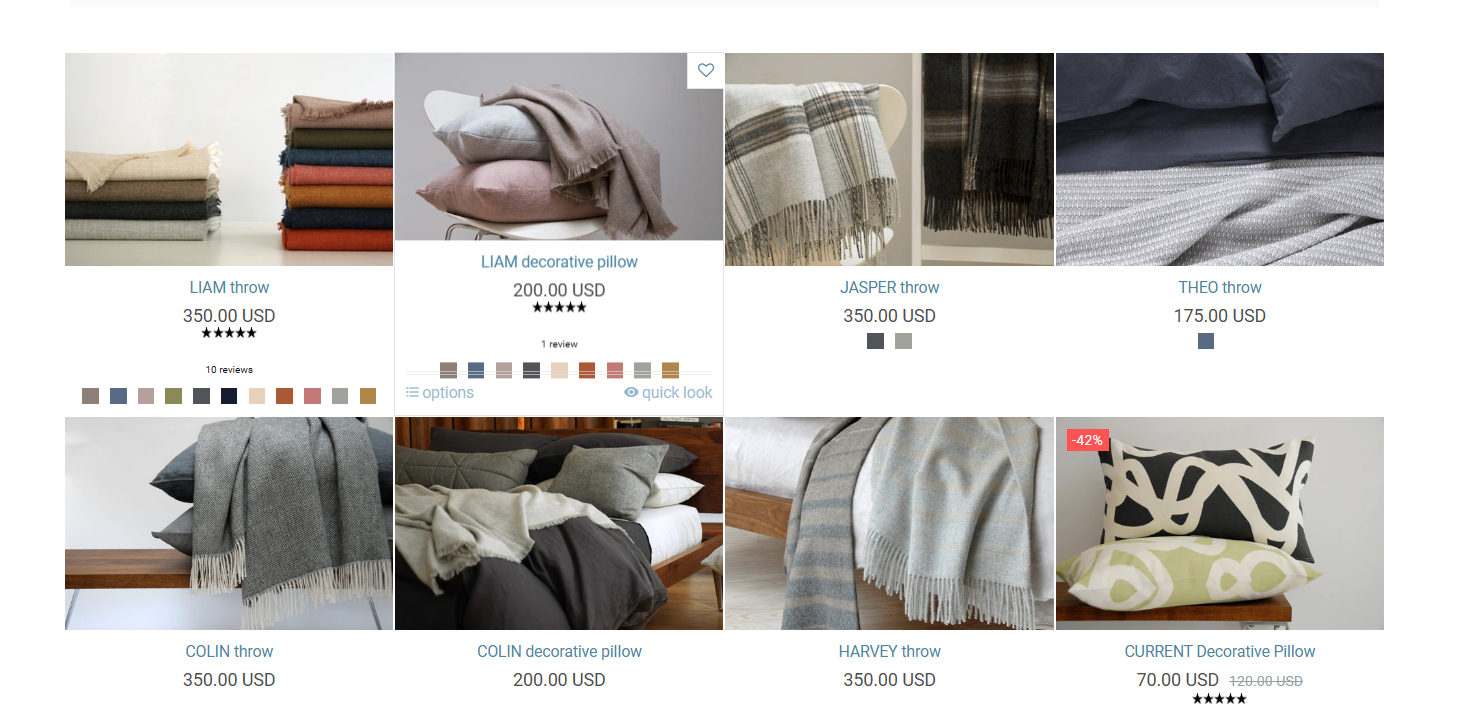 LIAM throw
350.00 USD
★★★★★
10 reviews
LIAM decorative pillow
200.00 USD
★★★★★
1 review
options
quick look
JASPER throw
350.00 USD
THEO throw
175.00 USD
COLIN throw
350.00 USD
COLIN decorative pillow
200.00 USD
HARVEY throw
350.00 USD
-42%
CURRENT Decorative Pillow
70.00 USD 120.00 USD
★★★★★